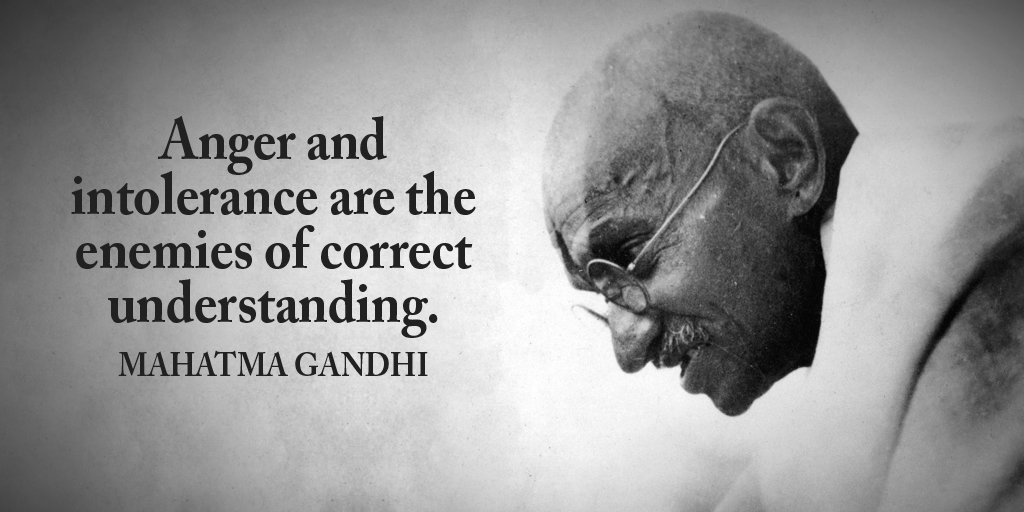 Anger and
intolerance are the
enemies of correct
understanding.
MAHATMA GANDHI